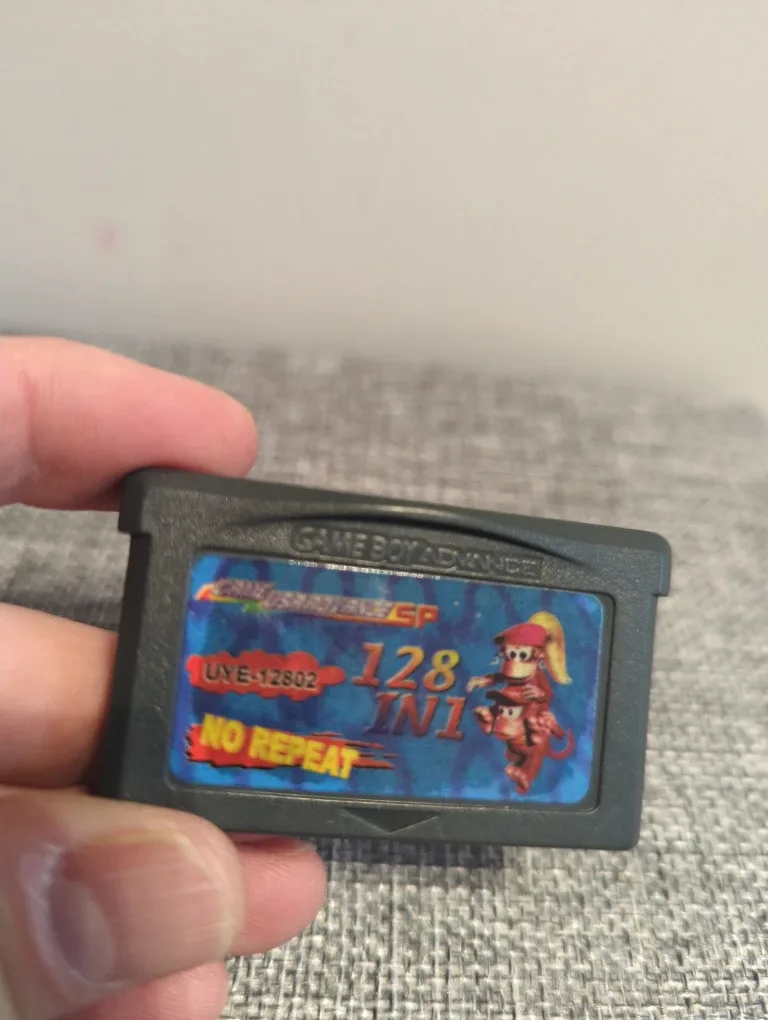 GAME BOY ADVANCE
SP
UYE-12802
128
IN1
NO REPEAT